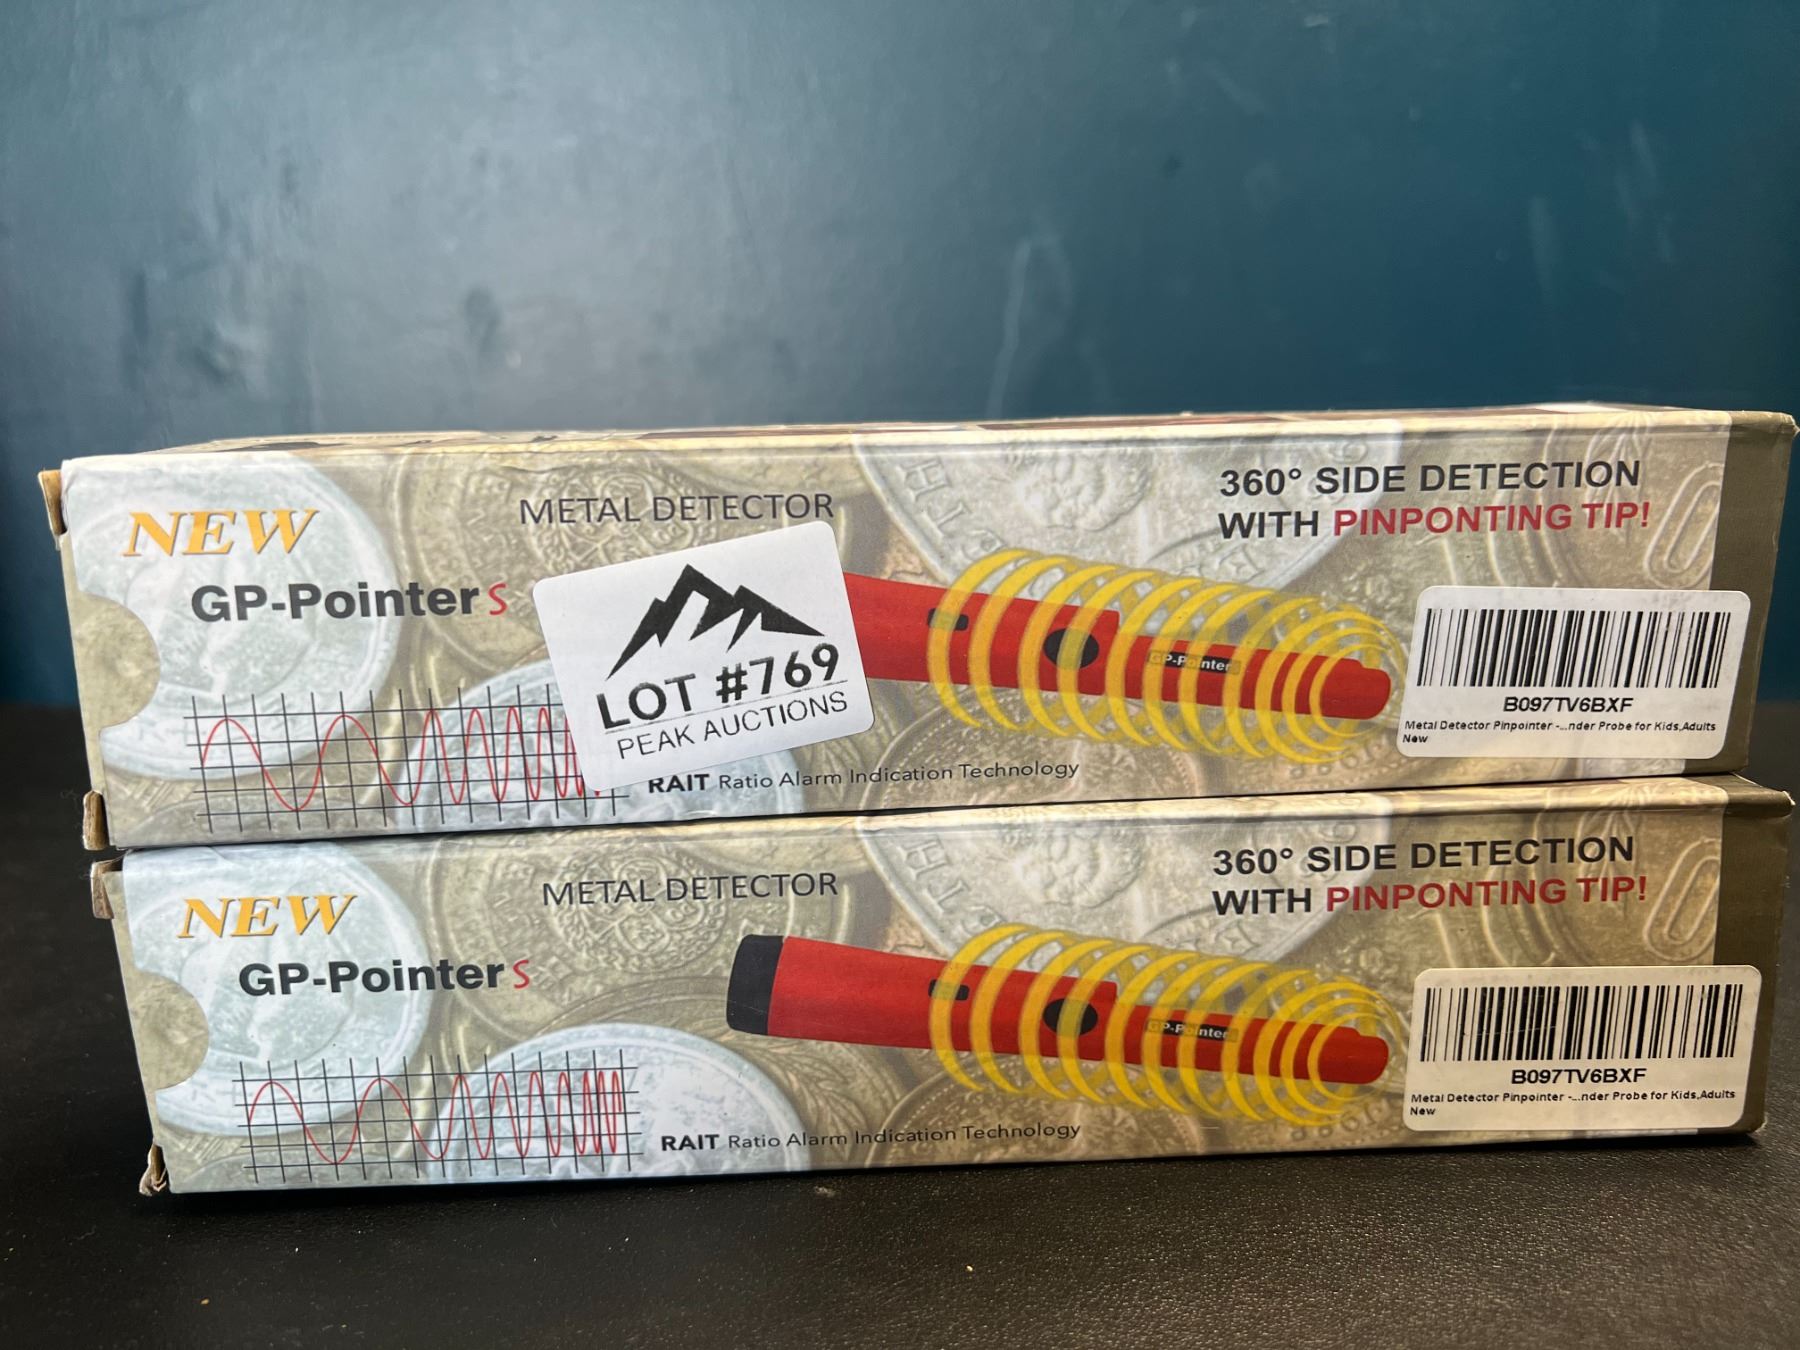 NEW
METAL DETECTOR
GP-Pointer S
360° SIDE DETECTION
WITH PINPONTING TIP!
LOT #769
PEAK AUCTIONS
GP-Pointer
B097TV6BXF
Metal Detector Pinpointer -...nder Probe for Kids,Adults
New
RAIT Ratio Alarm Indication Technology
NEW
METAL DETECTOR
GP-Pointer S
360° SIDE DETECTION
WITH PINPONTING TIP!
GP-Pointer
B097TV6BXF
Metal Detector Pinpointer -...nder Probe for Kids,Adults
New
RAIT Ratio Alarm Indication Technology